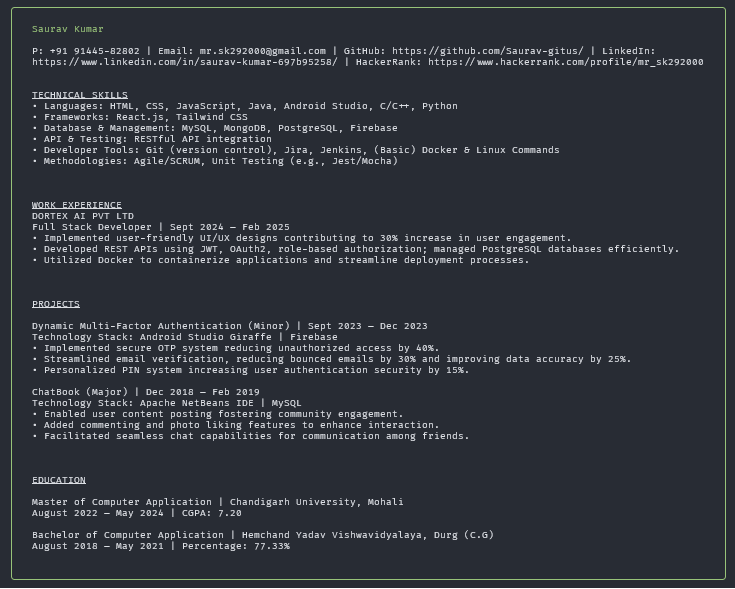 Saurav Kumar
P: +91 91445-82802 | Email: mr.sk292000@gmail.com | GitHub: https://github.com/Saurav-gitus/ | LinkedIn:
https://www.linkedin.com/in/saurav-kumar-697b95258/ | HackerRank: https://www.hackerrank.com/profile/mr_sk292000
TECHNICAL SKILLS
• Languages: HTML, CSS, JavaScript, Java, Android Studio, C/C++, Python
• Frameworks: React.js, Tailwind CSS
• Database & Management: MySQL, MongoDB, PostgreSQL, Firebase
• API & Testing: RESTful API integration
• Developer Tools: Git (version control), Jira, Jenkins, (Basic) Docker & Linux Commands
• Methodologies: Agile/SCRUM, Unit Testing (e.g., Jest/Mocha)
WORK EXPERIENCE
DORTEX AI PVT LTD
Full Stack Developer | Sept 2024 – Feb 2025
• Implemented user-friendly UI/UX designs contributing to 30% increase in user engagement.
• Developed REST APIs using JWT, OAuth2, role-based authorization; managed PostgreSQL databases efficiently.
• Utilized Docker to containerize applications and streamline deployment processes.
PROJECTS
Dynamic Multi-Factor Authentication (Minor) | Sept 2023 – Dec 2023
Technology Stack: Android Studio Giraffe | Firebase
• Implemented secure OTP system reducing unauthorized access by 40%.
• Streamlined email verification, reducing bounced emails by 30% and improving data accuracy by 25%.
• Personalized PIN system increasing user authentication security by 15%.
ChatBook (Major) | Dec 2018 – Feb 2019
Technology Stack: Apache NetBeans IDE | MySQL
• Enabled user content posting fostering community engagement.
• Added commenting and photo liking features to enhance interaction.
• Facilitated seamless chat capabilities for communication among friends.
EDUCATION
Master of Computer Application | Chandigarh University, Mohali
August 2022 – May 2024 | CGPA: 7.20
Bachelor of Computer Application | Hemchand Yadav Vishwavidyalaya, Durg (C.G)
August 2018 – May 2021 | Percentage: 77.33%